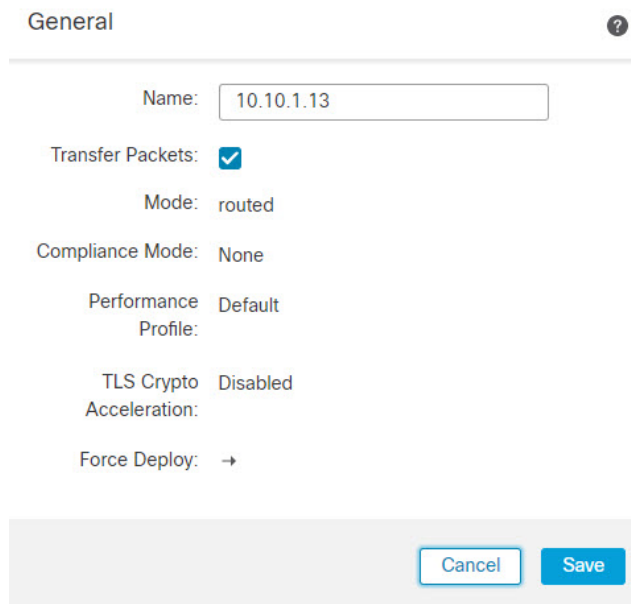 General
?
Name: 10.10.1.13
Transfer Packets:
Mode: routed
Compliance Mode: None
Performance Default
Profile:
TLS Crypto Disabled
Acceleration:
Force Deploy: →
Cancel Save